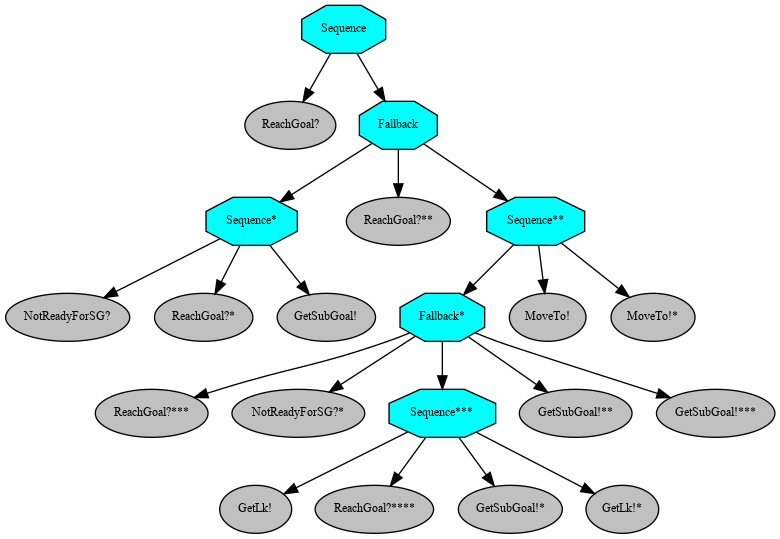 Sequence
ReachGoal?
Fallback
Sequence*
ReachGoal?**
Sequence**
NotReadyForSG?
ReachGoal?*
GetSubGoal!
Fallback*
MoveTo!
MoveTo!*
ReachGoal?***
NotReadyForSG?*
Sequence***
GetSubGoal!**
GetSubGoal!***
GetLk!
ReachGoal?****
GetSubGoal!*
GetLk!*